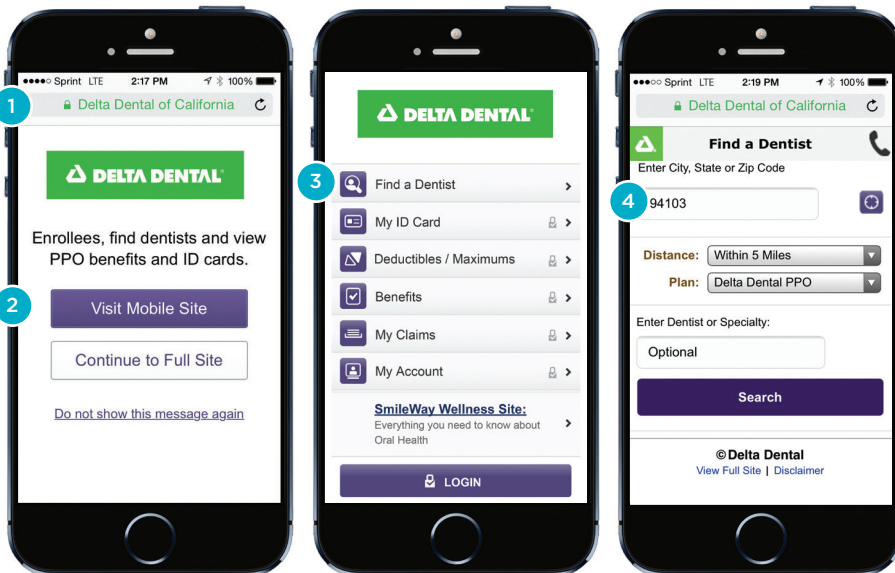 Sprint LTE 2:17 PM 100%
1
Delta Dental of California
DELTA DENTAL®
Enrollees, find dentists and view
PPO benefits and ID cards.
2
Visit Mobile Site
Continue to Full Site
Do not show this message again
DELTA DENTAL®
3
Find a Dentist
My ID Card
Deductibles / Maximums
Benefits
My Claims
My Account
SmileWay Wellness Site:
Everything you need to know about
Oral Health
LOGIN
Sprint LTE 2:19 PM 100%
Delta Dental of California
Find a Dentist
Enter City, State or Zip Code
4
94103
Distance: Within 5 Miles
Plan: Delta Dental PPO
Enter Dentist or Specialty:
Optional
Search
© Delta Dental
View Full Site | Disclaimer